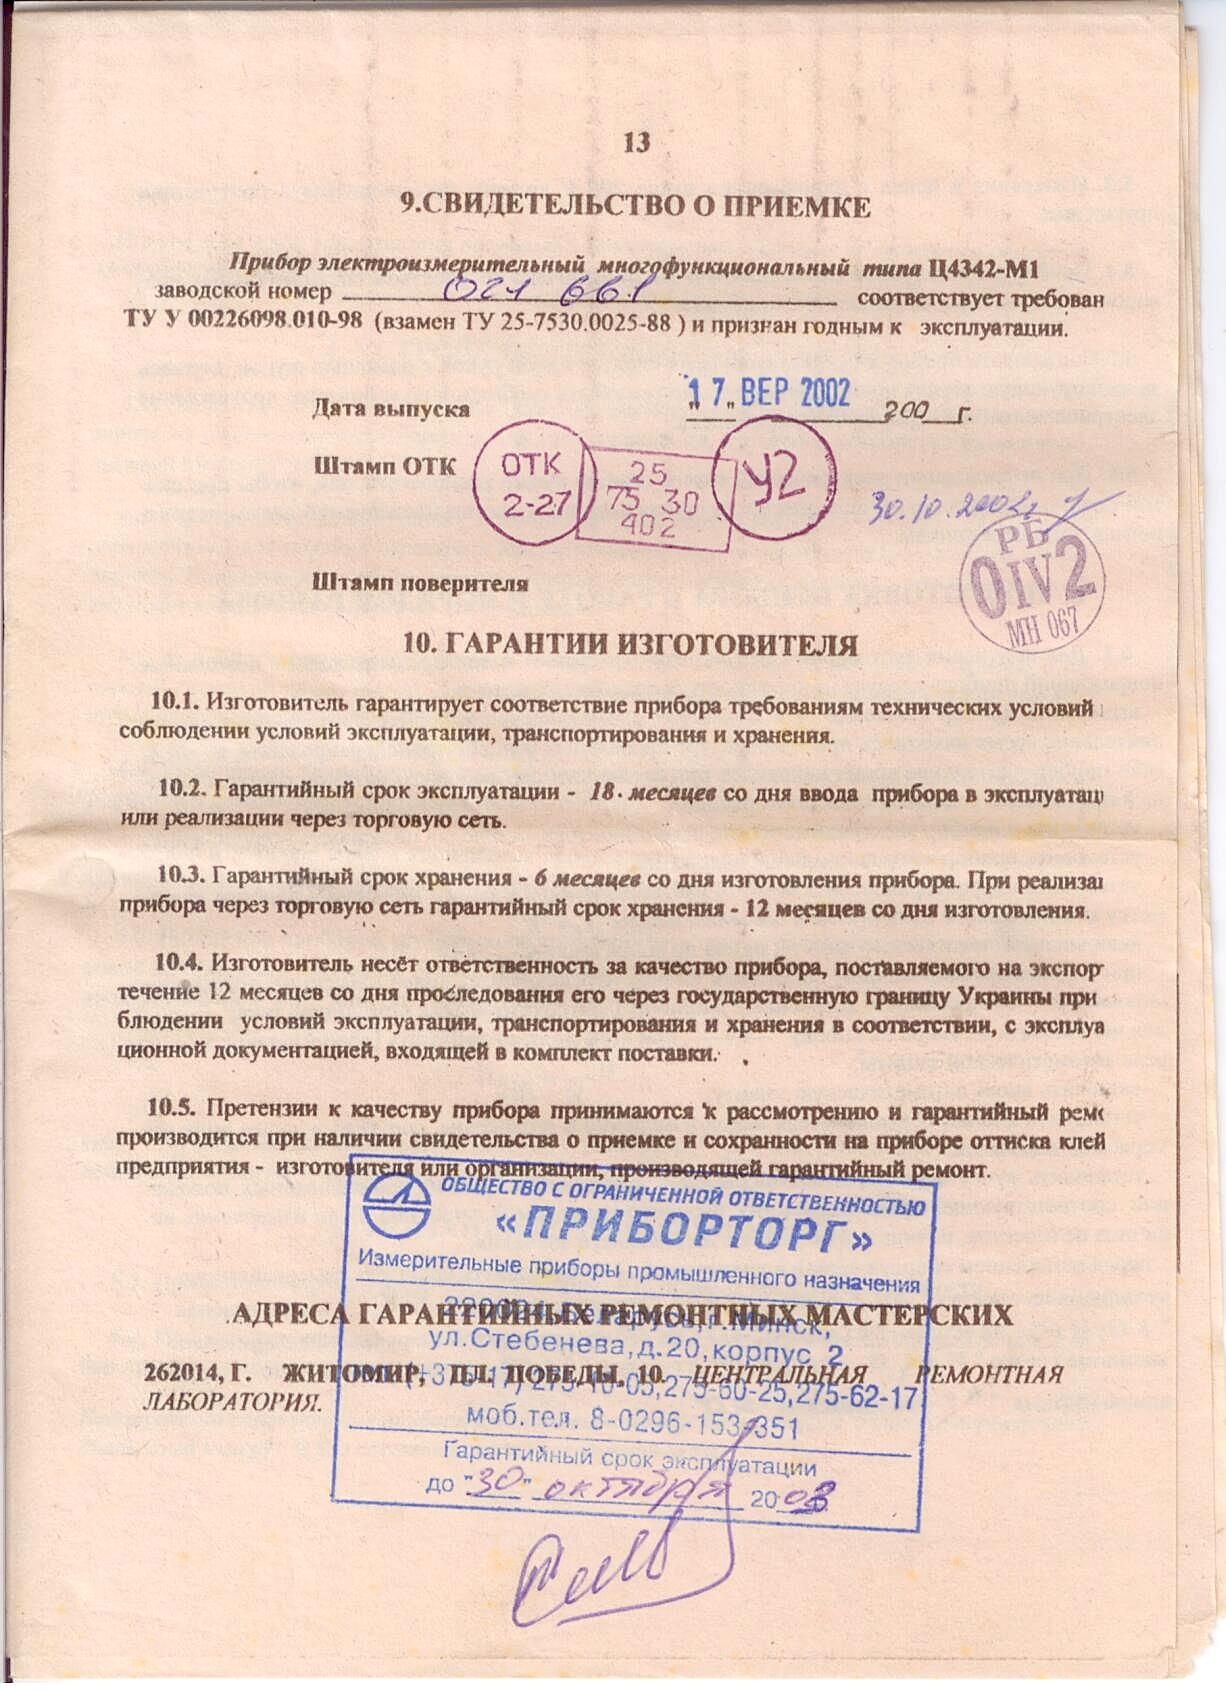 13
9.СВИДЕТЕЛЬСТВО О ПРИЕМКЕ
Прибор электроизмерительный многофункциональный типа Ц4342-М1
заводской номер 021 661 соответствует требован
ТУ У 00226098.010-98 (взамен ТУ 25-7530.0025-88 ) и признан годным к эксплуатации.
Дата выпуска „17„ ВЕР 2002 200 г.
Штамп ОТК
ОТК
2-27
25
75 30
402
У2
30.10.2002г.
РБ
0IV2
МН 067
Штамп поверителя
10. ГАРАНТИИ ИЗГОТОВИТЕЛЯ
10.1. Изготовитель гарантирует соответствие прибора требованиям технических условий
соблюдении условий эксплуатации, транспортирования и хранения.
10.2. Гарантийный срок эксплуатации - 18 месяцев со дня ввода прибора в эксплуатац
или реализации через торговую сеть.
10.3. Гарантийный срок хранения - 6 месяцев со дня изготовления прибора. При реализа
прибора через торговую сеть гарантийный срок хранения - 12 месяцев со дня изготовления.
10.4. Изготовитель несёт ответственность за качество прибора, поставляемого на экспор
течение 12 месяцев со дня проследования его через государственную границу Украины при
блюдении условий эксплуатации, транспортирования и хранения в соответствии, с эксплуа
ционной документацией, входящей в комплект поставки.
10.5. Претензии к качеству прибора принимаются к рассмотрению и гарантийный рем
производится при наличии свидетельства о приемке и сохранности на приборе оттиска клей
предприятия - изготовителя или организации, производящей гарантийный ремонт.
ОБЩЕСТВО С ОГРАНИЧЕННОЙ ОТВЕТСТВЕННОСТЬЮ
«ПРИБОРТОРГ»
Измерительные приборы промышленного назначения
г.Минск,
АДРЕСА ГАРАНТИЙНЫХ РЕМОНТНЫХ МАСТЕРСКИХ
ул.Стебенева,д.20,корпус 2
262014, Г. ЖИТОМИР, ПЛ. ПОБЕДЫ, 10. ЦЕНТРАЛЬНАЯ РЕМОНТНАЯ
275-60-25,275-62-17
ЛАБОРАТОРИЯ.
моб.тел. 8-0296-153-351
Гарантийный срок эксплуатации
до "30" октября 2003